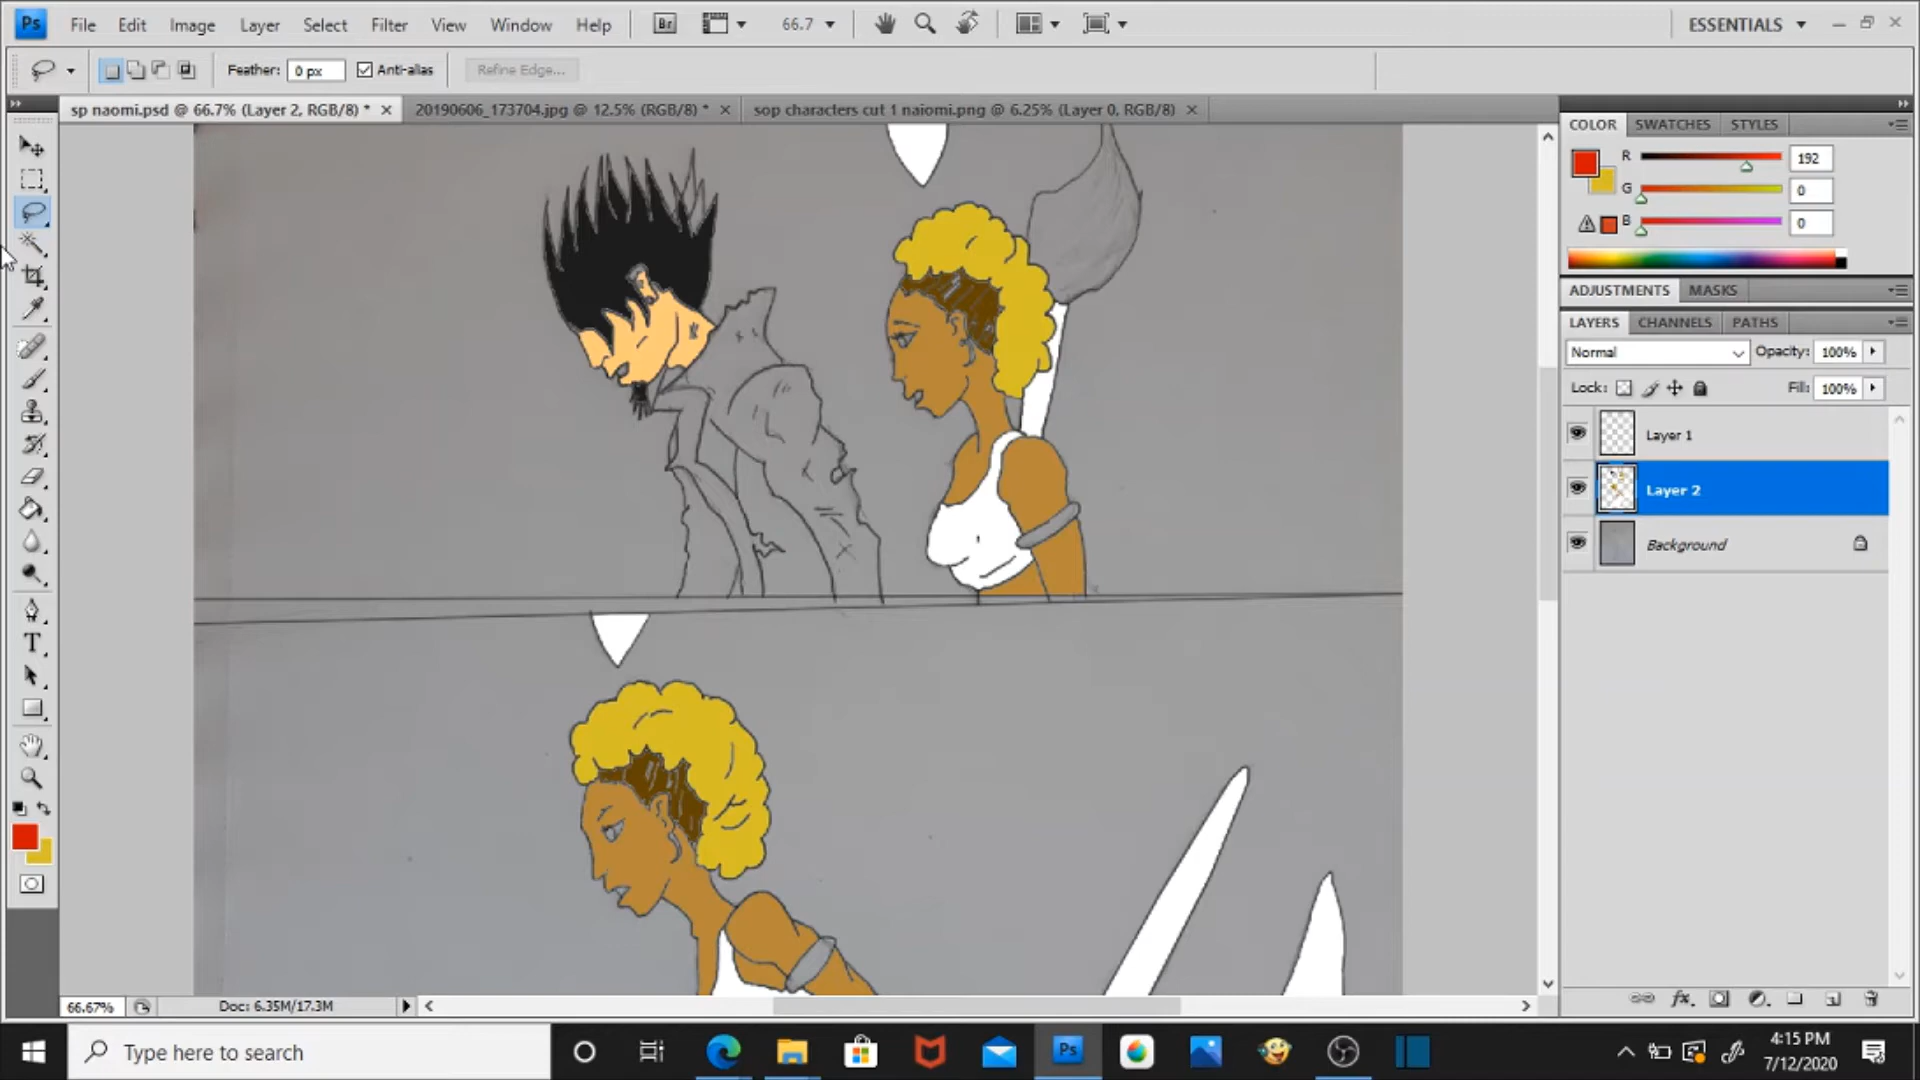 Ps File Edit Image Layer Select Filter Analysis View Window Help Br 66.7 ESSENTIALS
Feather: 0 px Anti-alias Refine Edge...
sp naomi.psd @ 66.7% (Layer 2, RGB/8) * 20190606_173704.jpg @ 12.5% (RGB/8) * sop characters cut 1 naiomi.png @ 6.25% (Layer 0, RGB/8)
COLOR SWATCHES STYLES
R 192
G 0
B 0
ADJUSTMENTS MASKS
LAYERS CHANNELS PATHS
Normal Opacity: 100%
Lock: Fill: 100%
Layer 1
Layer 2
Background
T
66.67% Doc: 6.35M/17.3M
fx
Type here to search Ps 4:15 PM
7/12/2020